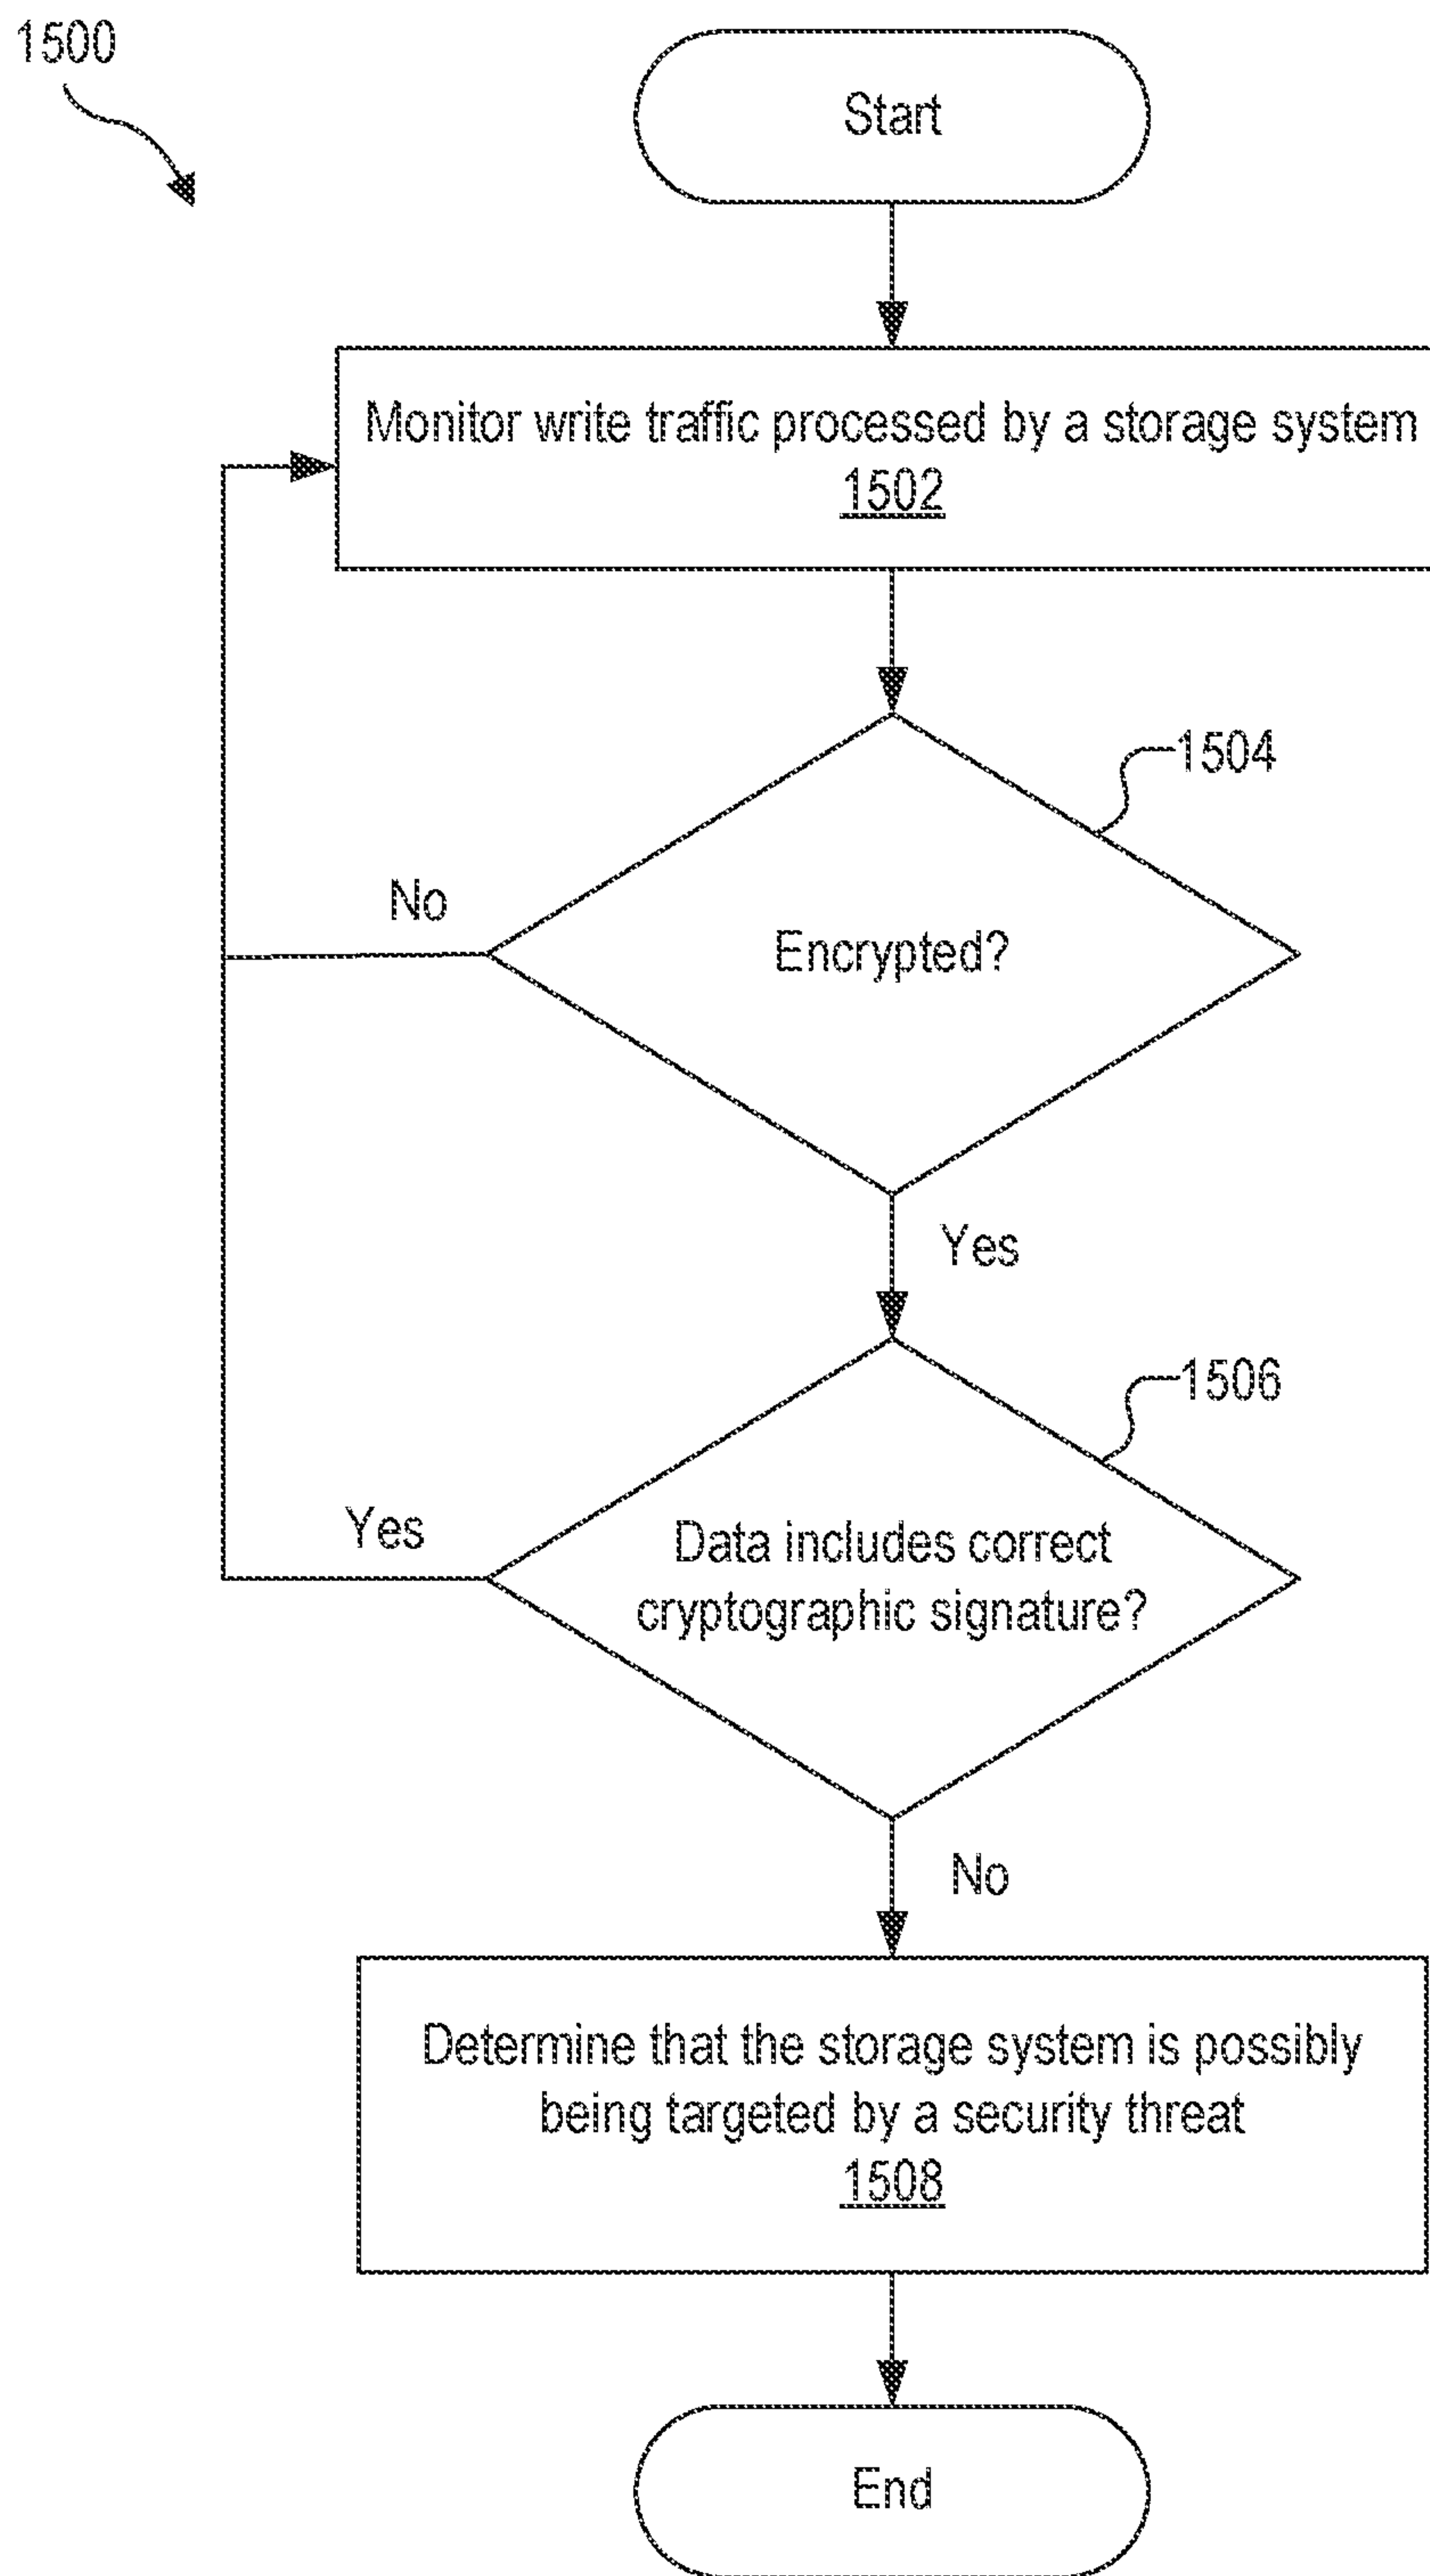 1500
Start
Monitor write traffic processed by a storage system
1502
1504
No
Encrypted?
Yes
1506
Yes
Data includes correct
cryptographic signature?
No
Determine that the storage system is possibly
being targeted by a security threat
1508
End